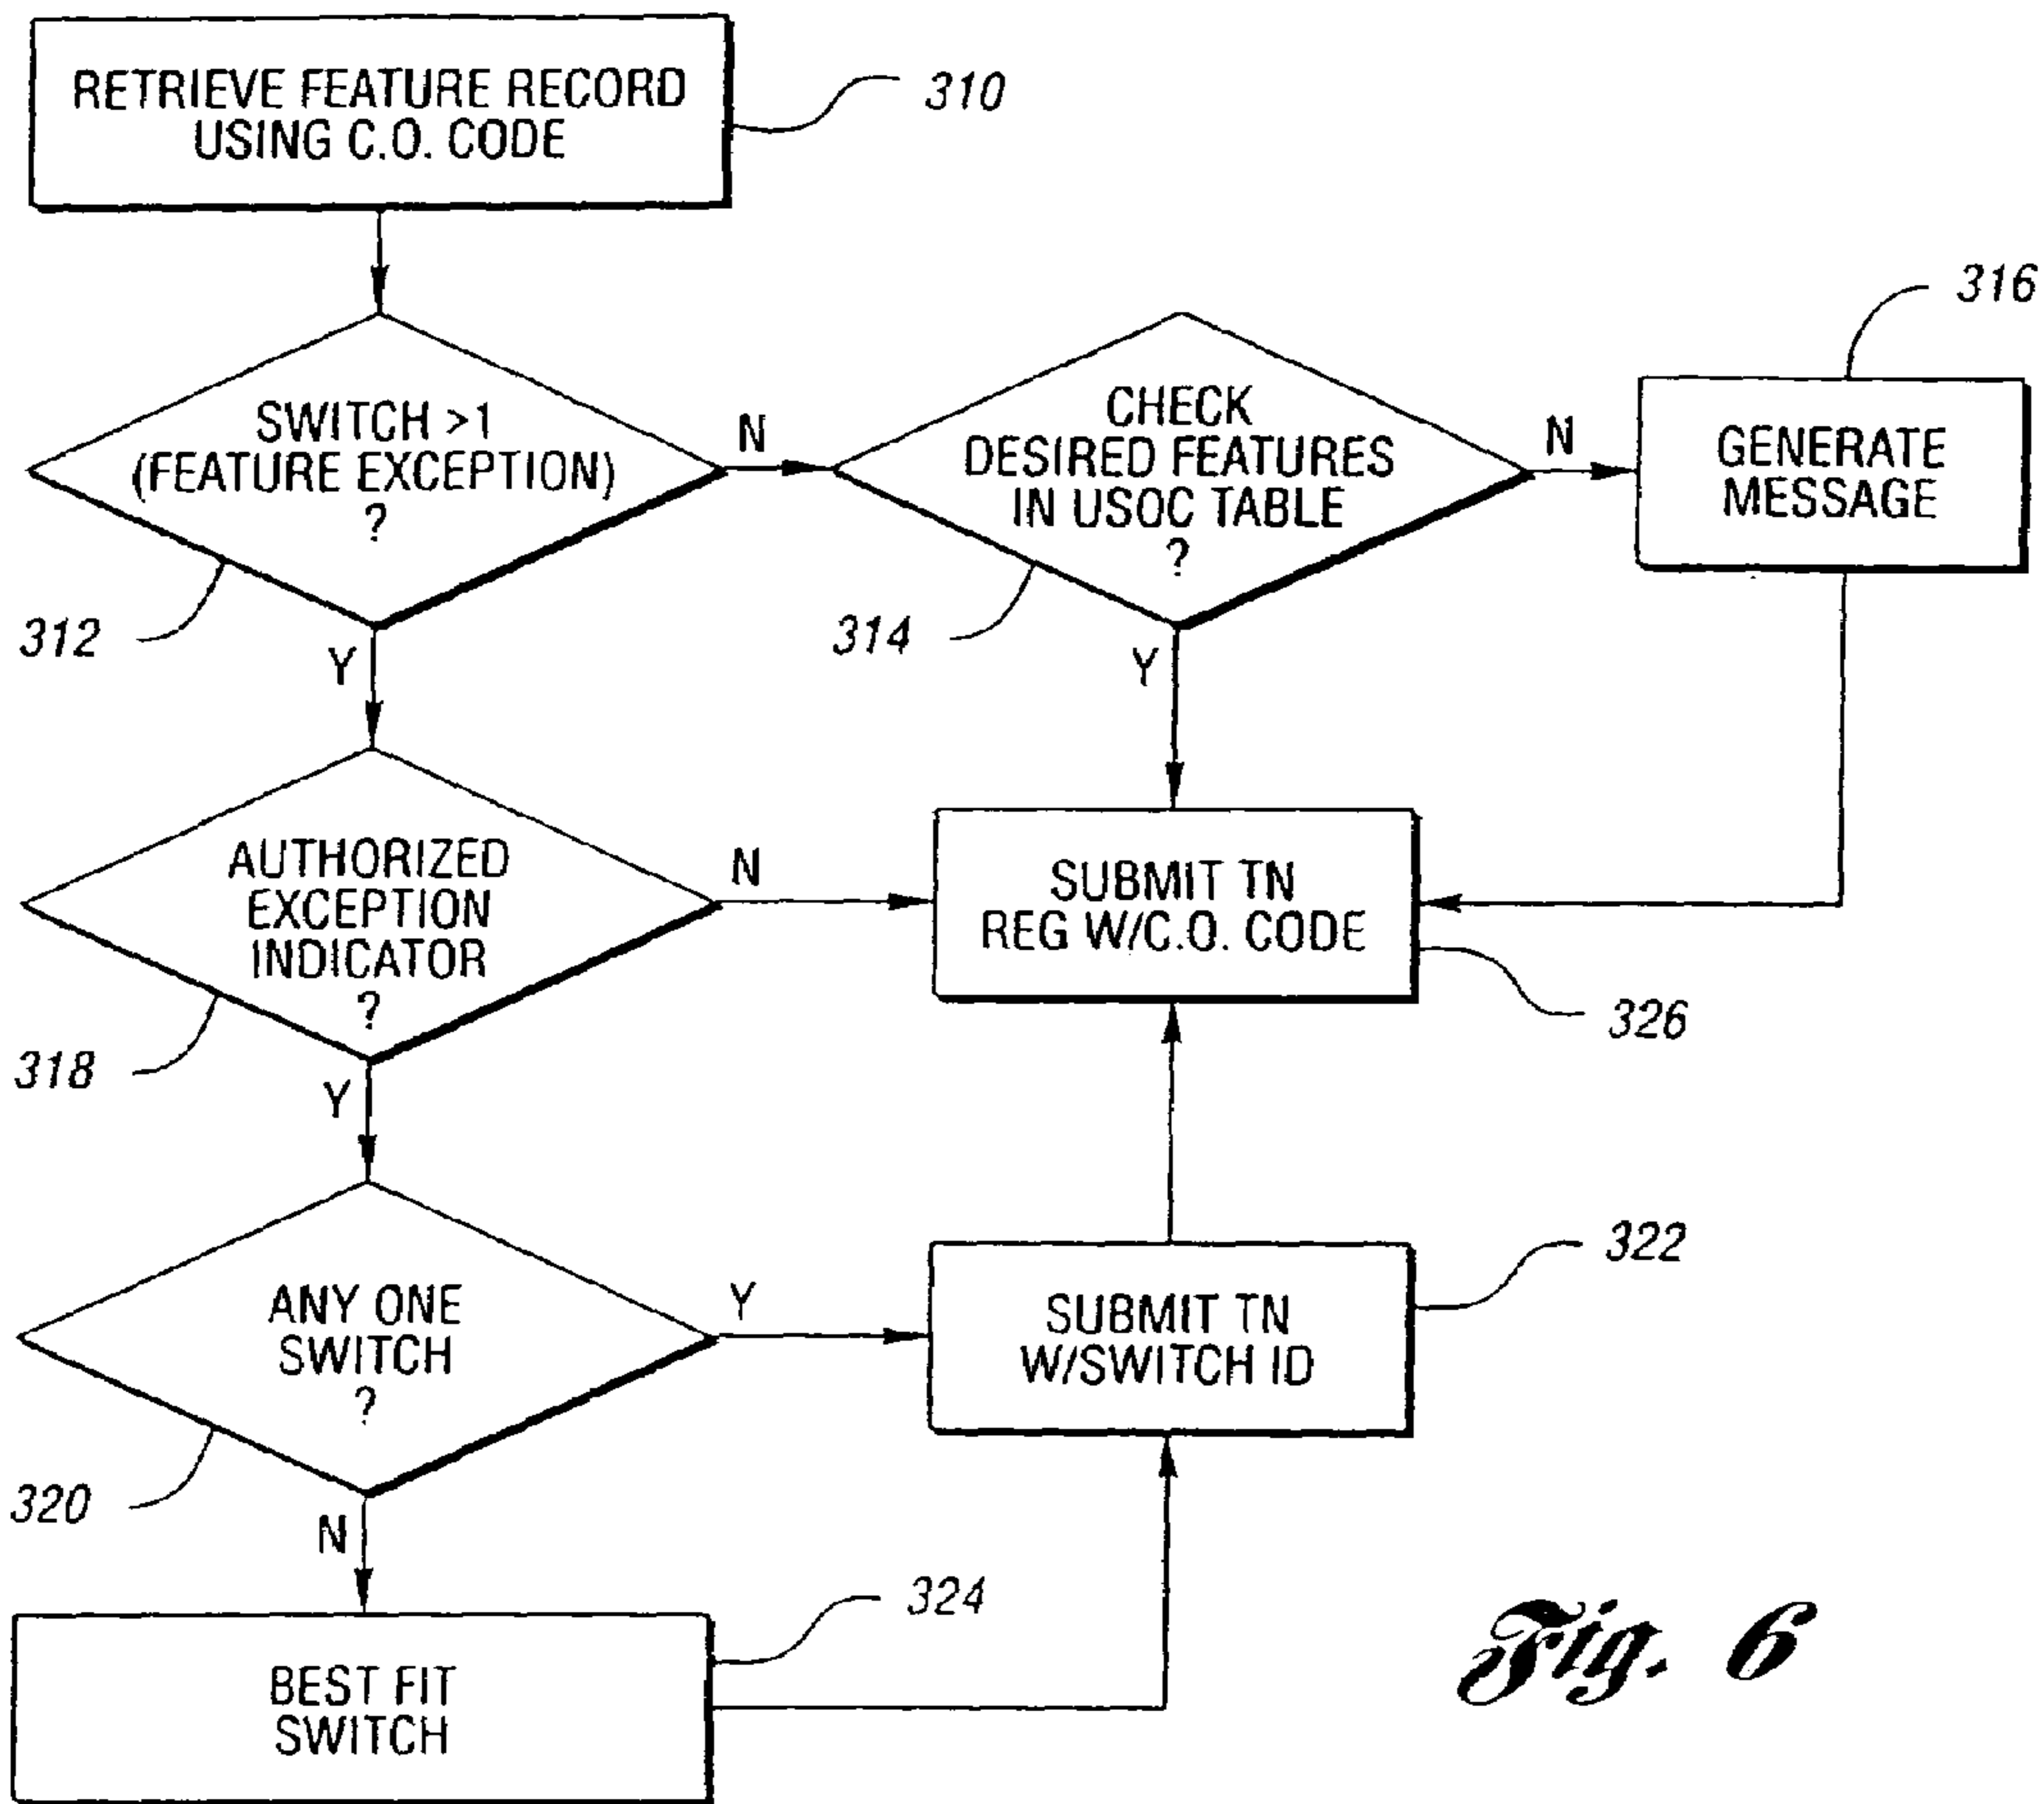 RETRIEVE FEATURE RECORD
USING C.O. CODE
310
SWITCH >1
(FEATURE EXCEPTION)
?
312
N
Y
CHECK
DESIRED FEATURES
IN USOC TABLE
?
314
N
Y
316
GENERATE
MESSAGE
AUTHORIZED
EXCEPTION
INDICATOR
?
318
N
Y
SUBMIT TN
REG W/C.O. CODE
326
ANY ONE
SWITCH
?
320
Y
N
SUBMIT TN
W/SWITCH ID
322
BEST FIT
SWITCH
324
Fig. 6